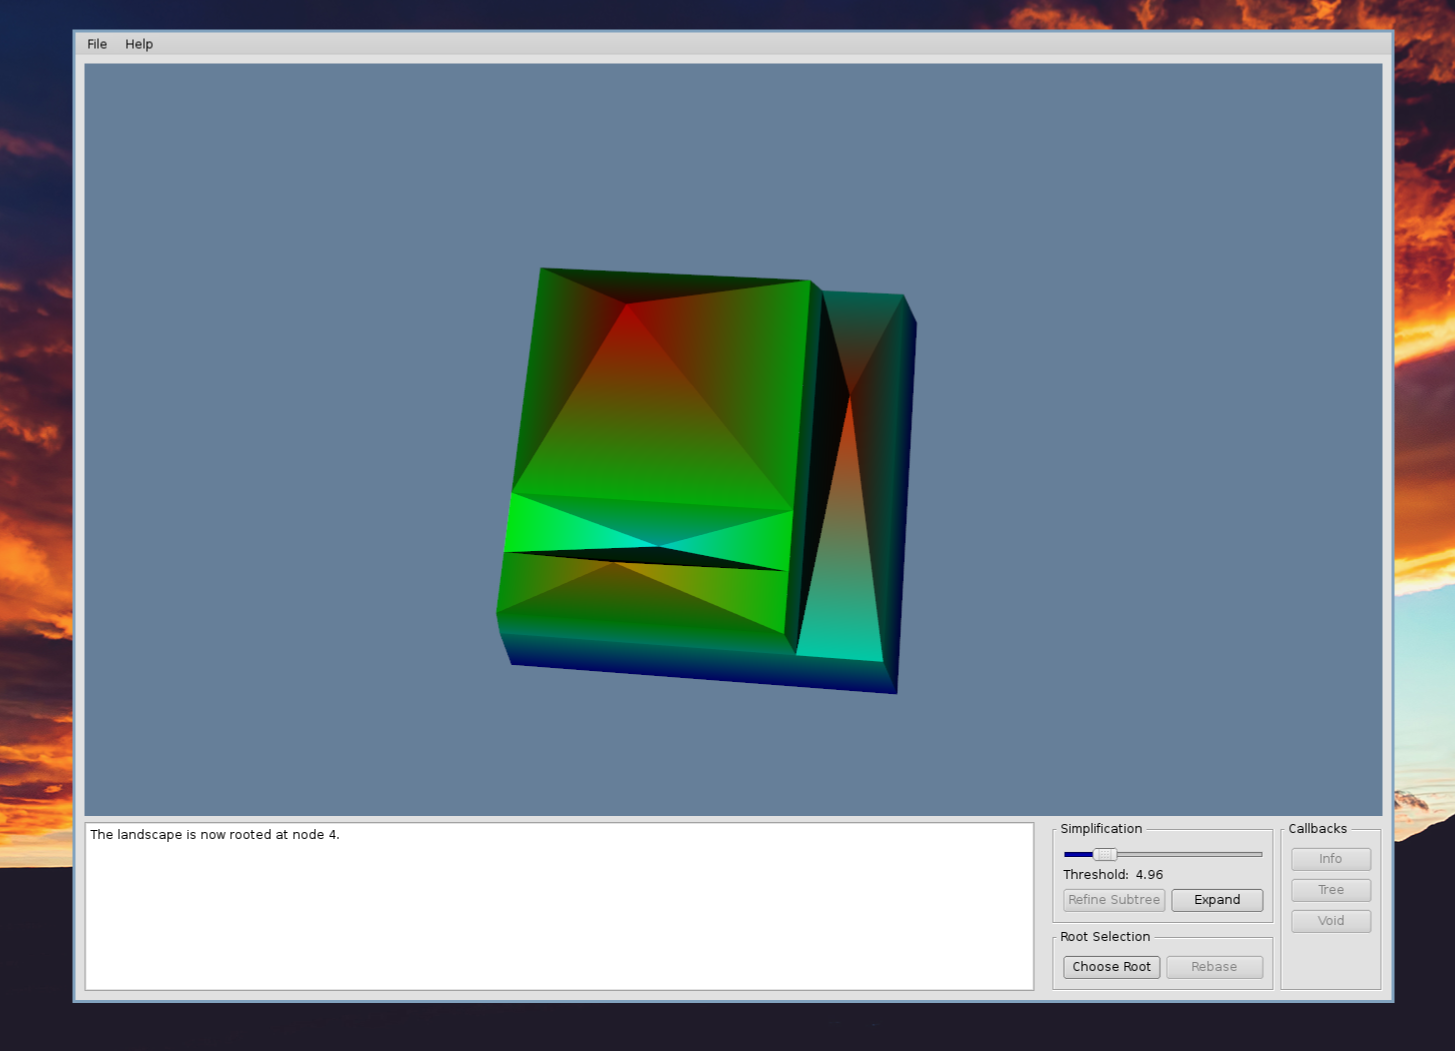 File Help
The landscape is now rooted at node 4.
Simplification
Threshold: 4.96
Refine Subtree Expand
Root Selection
Choose Root Rebase
Callbacks
Info
Tree
Void